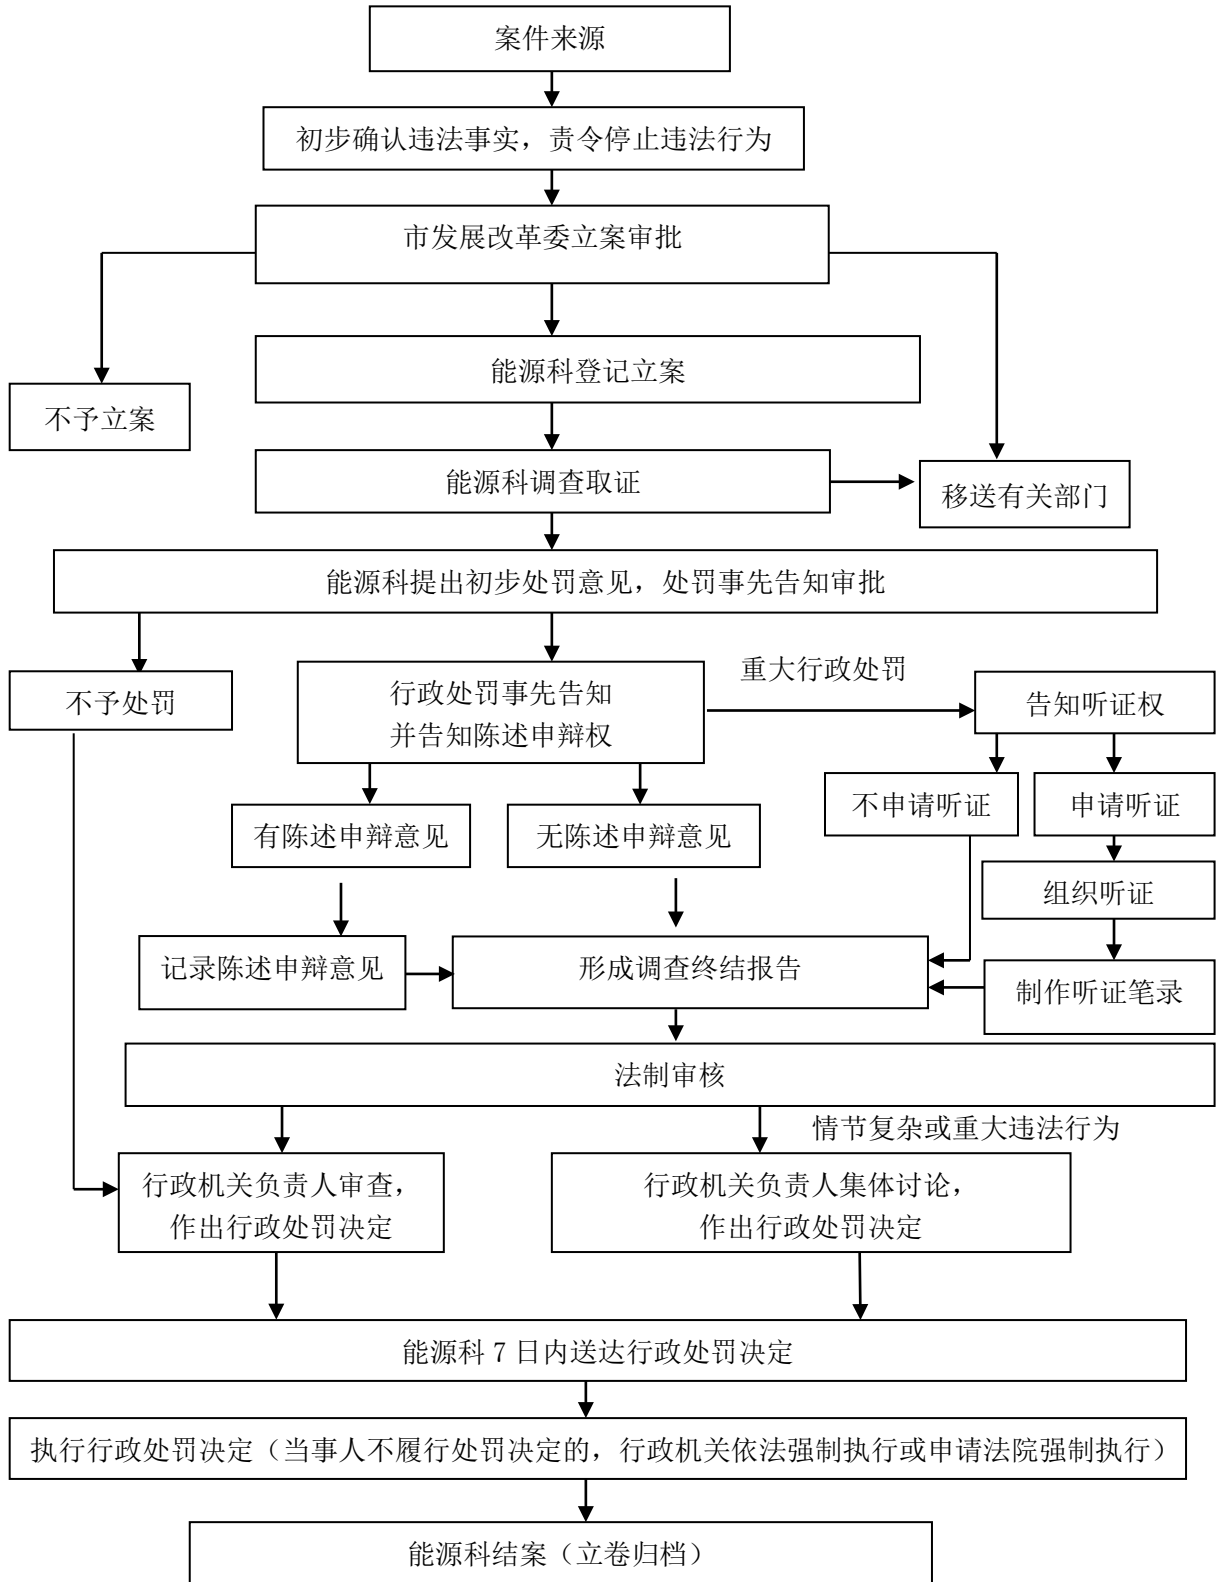 案件来源
初步确认违法事实，责令停止违法行为
市发展改革委立案审批
能源科登记立案
不予立案
能源科调查取证
移送有关部门
能源科提出初步处罚意见，处罚事先告知审批
重大行政处罚
不予处罚
行政处罚事先告知
并告知陈述申辩权
告知听证权
不申请听证
申请听证
有陈述申辩意见
无陈述申辩意见
组织听证
记录陈述申辩意见
形成调查终结报告
制作听证笔录
法制审核
情节复杂或重大违法行为
行政机关负责人审查，
作出行政处罚决定
行政机关负责人集体讨论，
作出行政处罚决定
能源科 7 日内送达行政处罚决定
执行行政处罚决定（当事人不履行处罚决定的，行政机关依法强制执行或申请法院强制执行）
能源科结案（立卷归档）